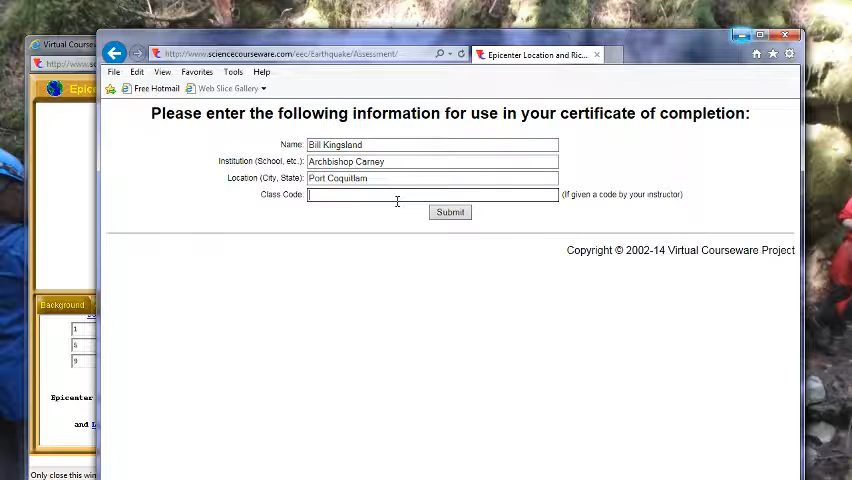 Virtual Course
http://www.sciencecourseware.com/eec/Earthquake/Assessment/
Epicenter Location and Ric...
http://www.s
File Edit View Favorites Tools Help
Free Hotmail Web Slice Gallery
Epic
Please enter the following information for use in your certificate of completion:
Name: Bill Kingsland
Institution (School, etc.): Archbishop Carney
Location (City, State): Port Coquitlam
Class Code: (If given a code by your instructor)
Submit
Copyright © 2002-14 Virtual Courseware Project
Background
1
5
9
Epicenter
and L
Only close this win